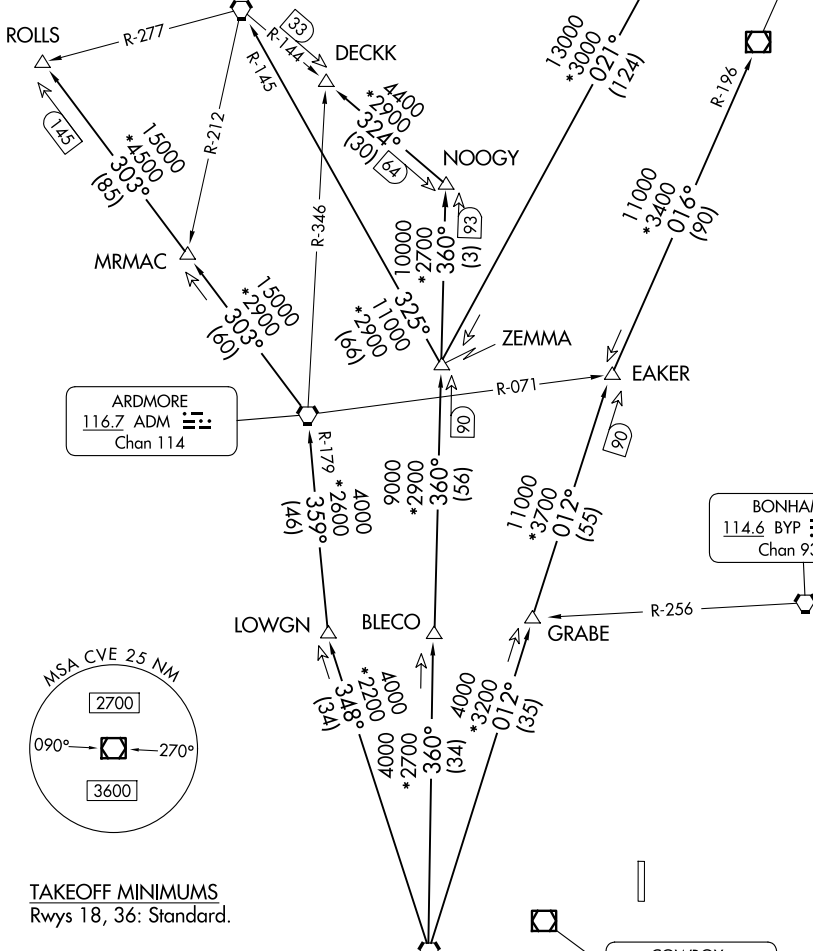 ROLLS
R-277
33
R-144
DECKK
R-145
13000
*3000
021°
(124)
R-196
145
15000
*4500
303°
(85)
R-212
4400
*2900
324°
(30)
64
NOOGY
93
R-346
10000
*2700
360°
(3)
11000
*3400
016°
(90)
MRMAC
15000
*2900
303°
(60)
325°
11000
*2900
(66)
ZEMMA
EAKER
R-071
ARDMORE
116.7 ADM
Chan 114
R-179
90
90
4000
*2600
359°
(46)
9000
*2900
360°
(56)
11000
*3700
012°
(55)
BONHAM
114.6 BYP
Chan 93
R-256
LOWGN
BLECO
GRABE
4000
*2200
348°
(34)
4000
*2700
360°
(34)
4000
*3200
012°
(35)
MSA CVE 25 NM
2700
090°
270°
3600
TAKEOFF MINIMUMS
Rwys 18, 36: Standard.